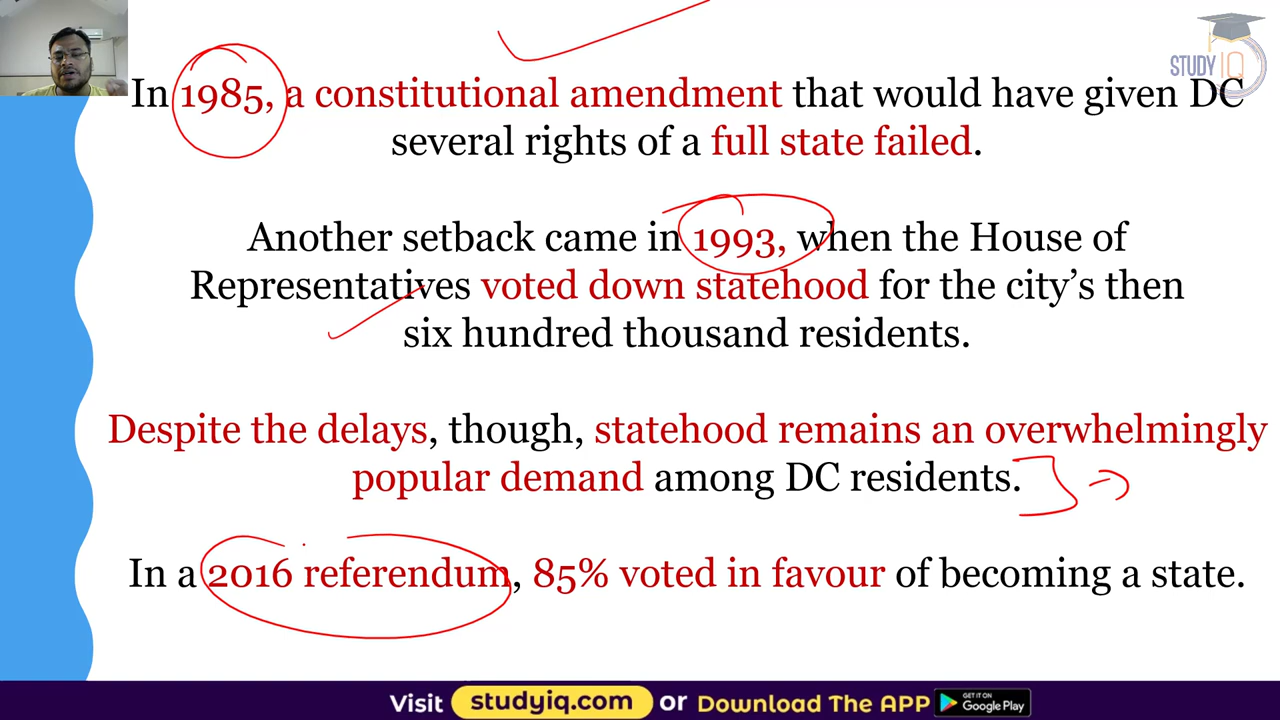 STUDY IQ
In 1985, a constitutional amendment that would have given DC
several rights of a full state failed.
Another setback came in 1993, when the House of
Representatives voted down statehood for the city's then
six hundred thousand residents.
Despite the delays, though, statehood remains an overwhelmingly
popular demand among DC residents.
In a 2016 referendum, 85% voted in favour of becoming a state.
Visit studyiq.com or Download The APP GET IT ON Google Play